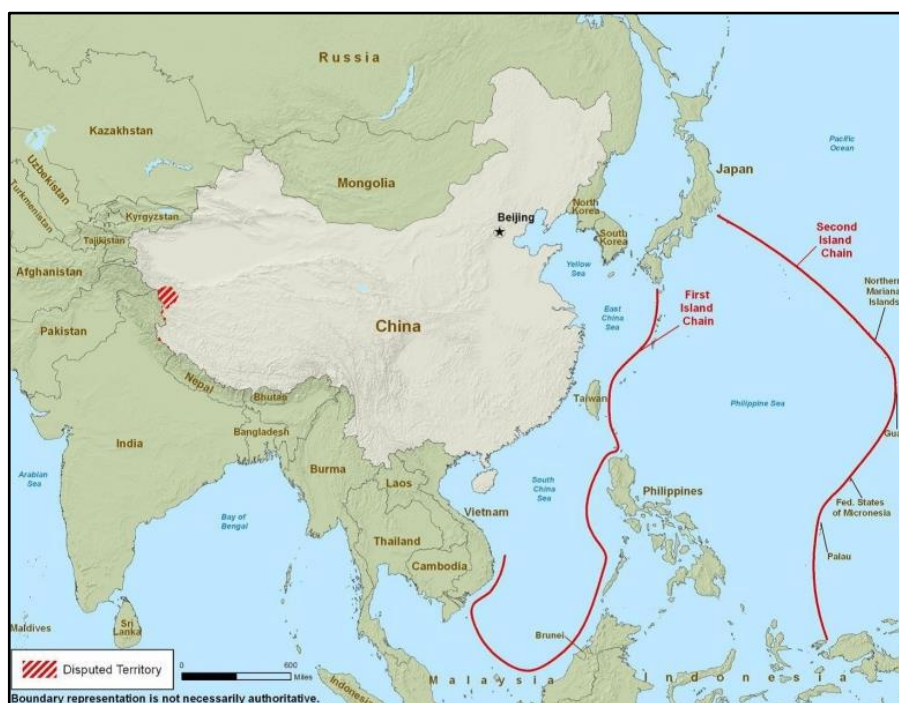 Russia
Kazakhstan
Mongolia
Uzbekistan
Turkmenistan
Kyrgyzstan
Tajikistan
Afghanistan
Pakistan
Beijing
North
Korea
South
Korea
Japan
Pacific
Ocean
Yellow
Sea
East
China
Sea
China
First
Island
Chain
Second
Island
Chain
Northern
Mariana
Islands
Nepal
Bhutan
Bangladesh
India
Burma
Taiwan
Philippine Sea
Guam
Arabian
Sea
Bay of
Bengal
Laos
Vietnam
Thailand
Cambodia
South
China
Sea
Philippines
Fed. States
of Micronesia
Palau
Sri
Lanka
Maldives
Brunei
Malaysia
Indonesia
Indonesia
Disputed Territory
0
600
Miles
Boundary representation is not necessarily authoritative.